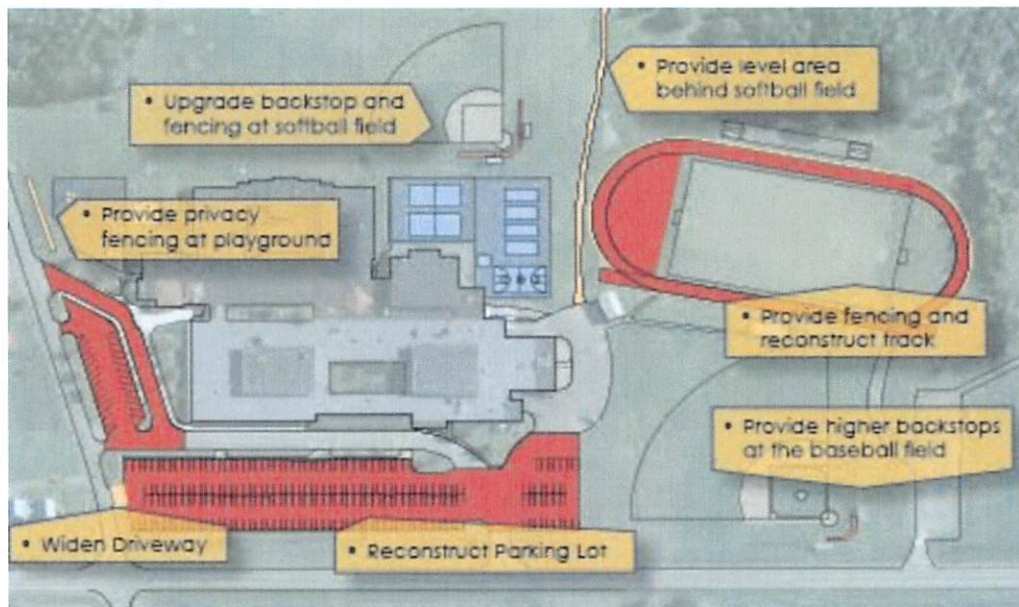 • Provide level area
behind softball field
• Upgrade backstop and
fencing at softball field
• Provide privacy
fencing at playground
• Provide fencing and
reconstruct track
• Provide higher backstops
at the baseball field
• Widen Driveway
• Reconstruct Parking Lot